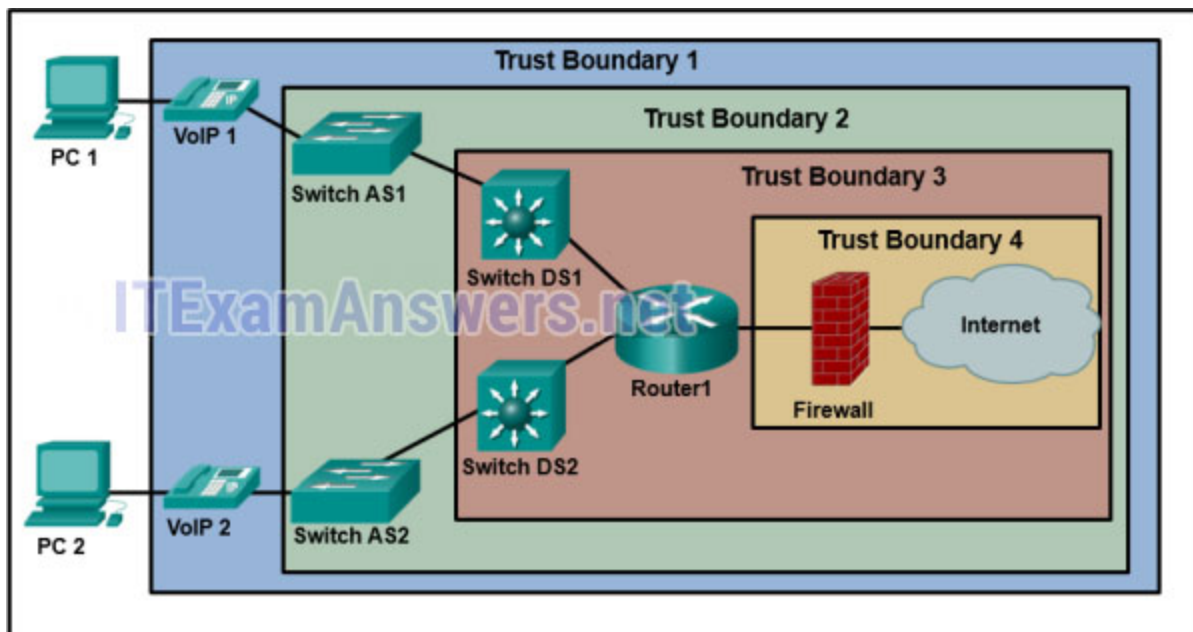 Trust Boundary 1
Trust Boundary 2
Trust Boundary 3
Trust Boundary 4
PC 1
VoIP 1
IP
Switch AS1
Switch DS1
ITExamAnswers.net
Internet
Router1
Firewall
Switch DS2
PC 2
VoIP 2
Switch AS2